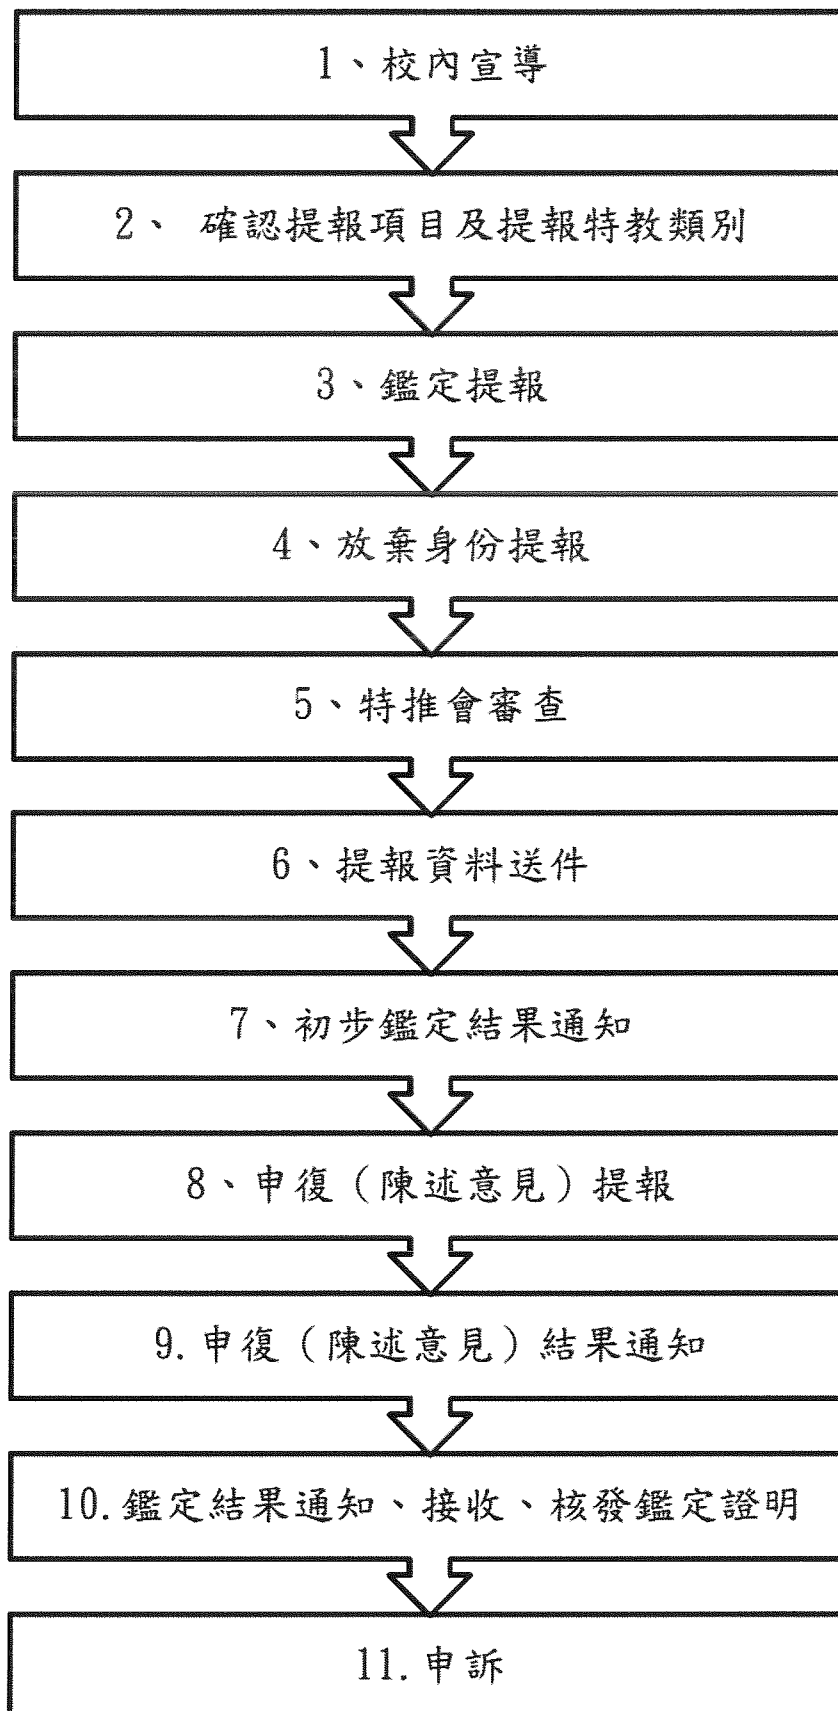 1、校內宣導
2、 確認提報項目及提報特教類別
3、鑑定提報
4、放棄身份提報
5、特推會審查
6、提報資料送件
7、初步鑑定結果通知
8、申復（陳述意見）提報
9.申復（陳述意見）結果通知
10.鑑定結果通知、接收、核發鑑定證明
11.申訴